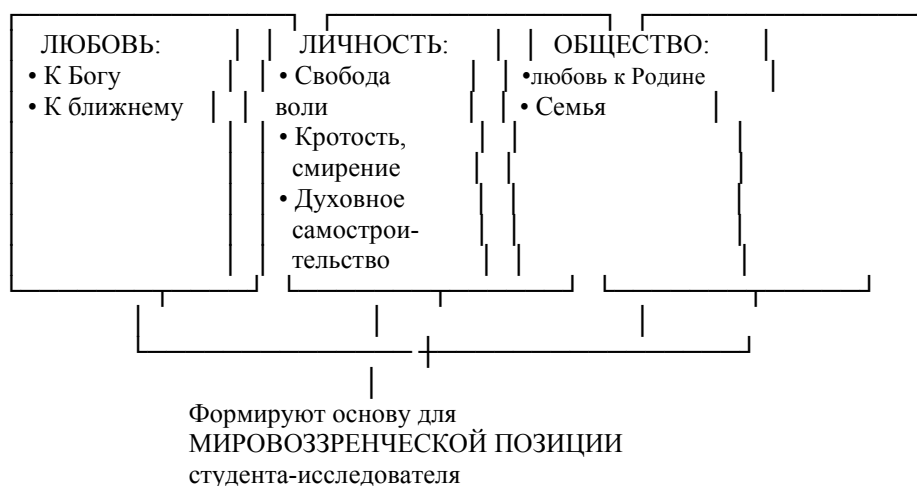 ЛЮБОВЬ:
• К Богу
• К ближнему
ЛИЧНОСТЬ:
• Свобода
воли
• Кротость,
смирение
• Духовное
самострои-
тельство
ОБЩЕСТВО:
•любовь к Родине
• Семья
Формируют основу для
МИРОВОЗЗРЕНЧЕСКОЙ ПОЗИЦИИ
студента-исследователя